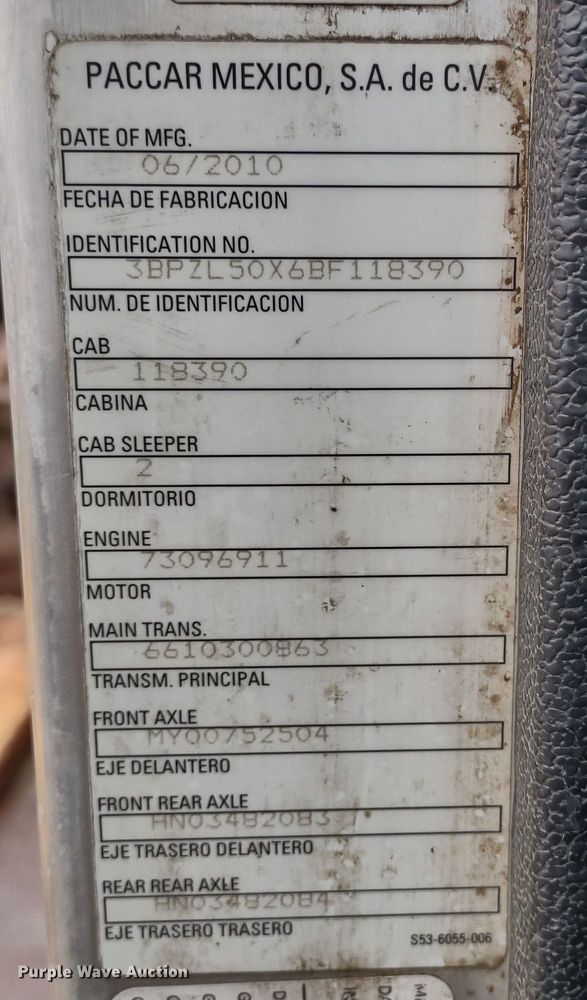 PACCAR MEXICO, S.A. de C.V.
DATE OF MFG.
06/2010
FECHA DE FABRICACION
IDENTIFICATION NO.
3BPZL50X6BF118390
NUM. DE IDENTIFICACION
CAB
118390
CABINA
CAB SLEEPER
2
DORMITORIO
ENGINE
73096911
MOTOR
MAIN TRANS.
6610300863
TRANSM. PRINCIPAL
FRONT AXLE
MY00752504
EJE DELANTERO
FRONT REAR AXLE
HN03482083
EJE TRASERO DELANTERO
REAR REAR AXLE
HN03482084
EJE TRASERO TRASERO
S53-6055-006
Purple Wave Auction